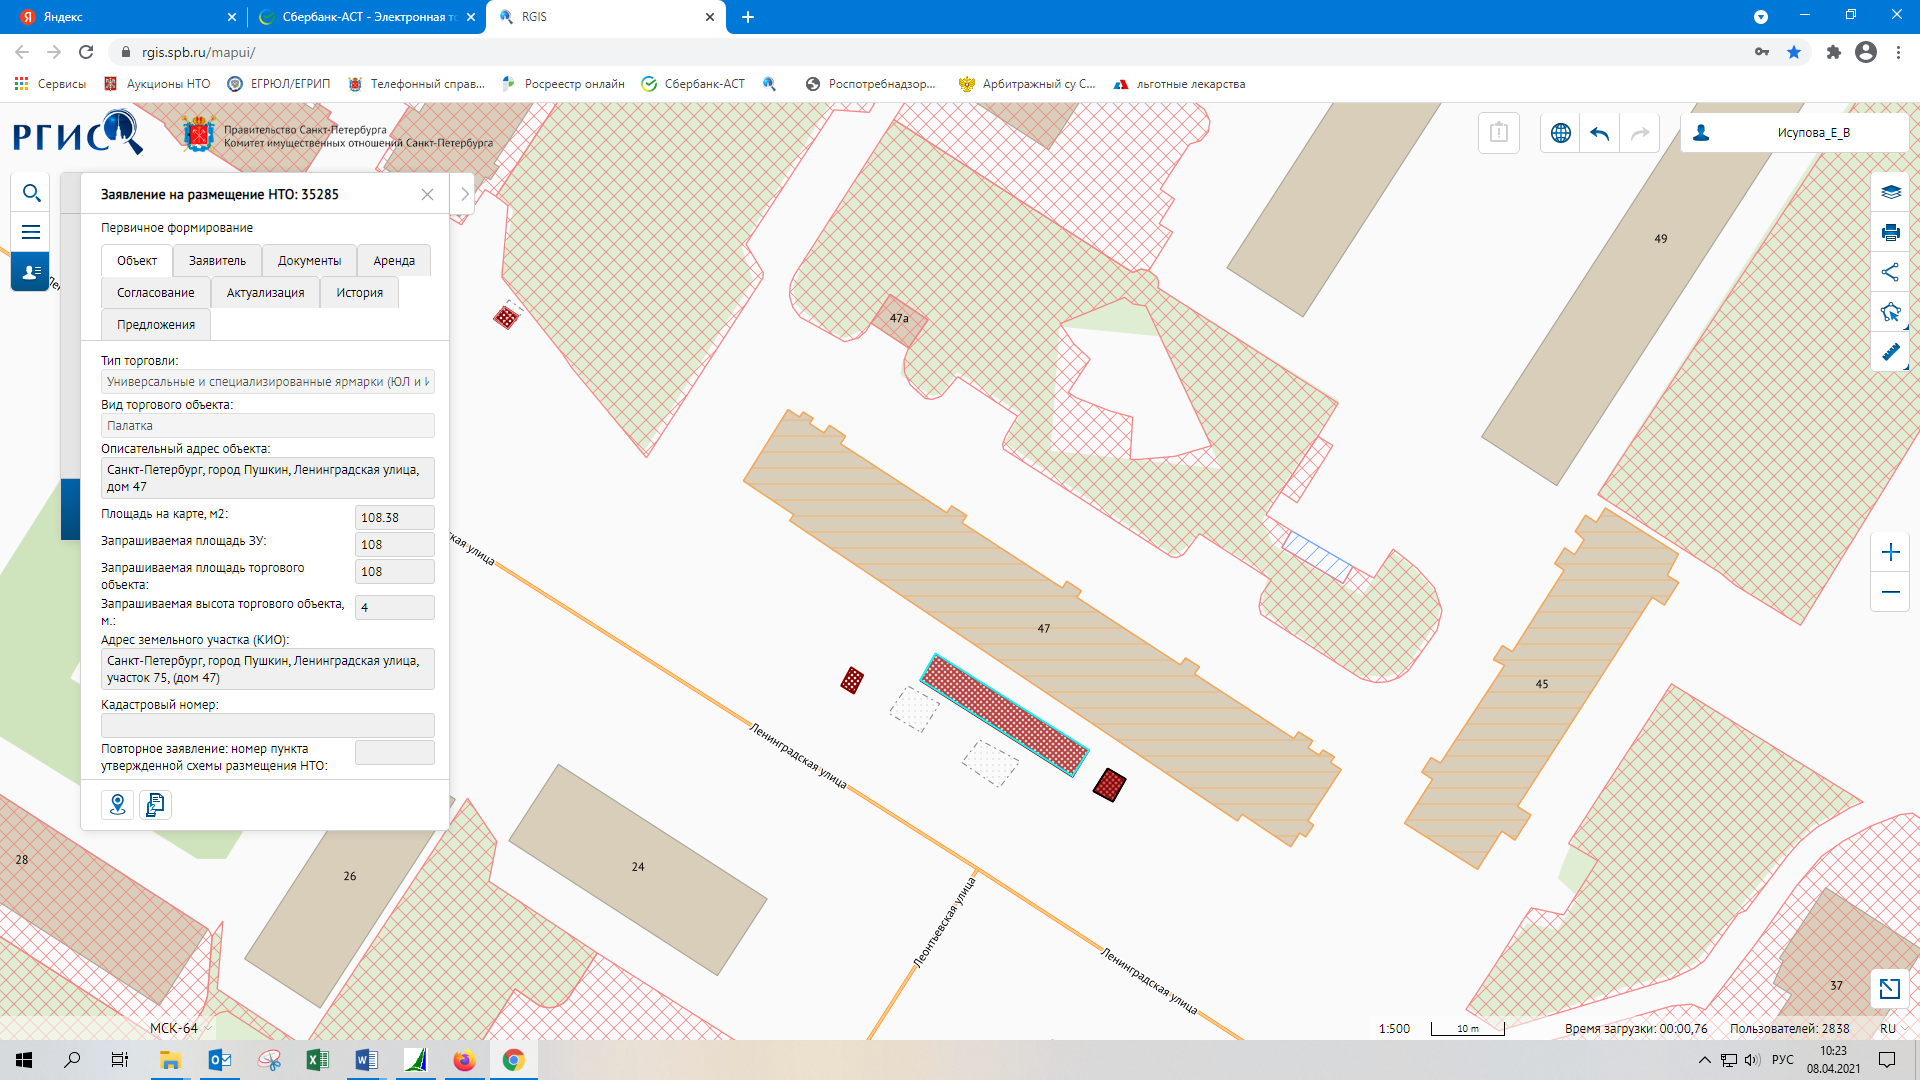 Яндекс
Сбербанк-АСТ - Электронная то
RGIS
rgis.spb.ru/mapui/
Сервисы
Аукционы НТО
ЕГРЮЛ/ЕГРИП
Телефонный справ...
Росреестр онлайн
Сбербанк-АСТ
Роспотребнадзор...
Арбитражный су С...
льготные лекарства
РГИС
Правительство Санкт-Петербурга
Комитет имущественных отношений Санкт-Петербурга
Исупова_Е_В
Заявление на размещение НТО: 35285
Первичное формирование
Объект
Заявитель
Документы
Аренда
Согласование
Актуализация
История
Предложения
Тип торговли:
Универсальные и специализированные ярмарки (ЮЛ и И
Вид торгового объекта:
Палатка
Описательный адрес объекта:
Санкт-Петербург, город Пушкин, Ленинградская улица,
дом 47
Площадь на карте, м2:
108.38
Запрашиваемая площадь ЗУ:
108
Запрашиваемая площадь торгового
объекта:
108
Запрашиваемая высота торгового объекта,
м.:
4
Адрес земельного участка (КИО):
Санкт-Петербург, город Пушкин, Ленинградская улица,
участок 75, (дом 47)
Кадастровый номер:
Повторное заявление: номер пункта
утвержденной схемы размещения НТО:
49
47а
47
45
ская улица
Ленинградская улица
Леонтьевская улица
Ленинградская улица
28
26
24
37
МСК-64
1:500
10 m
Время загрузки: 00:00,76
Пользователей: 2838
RU
РУС
10:23
08.04.2021